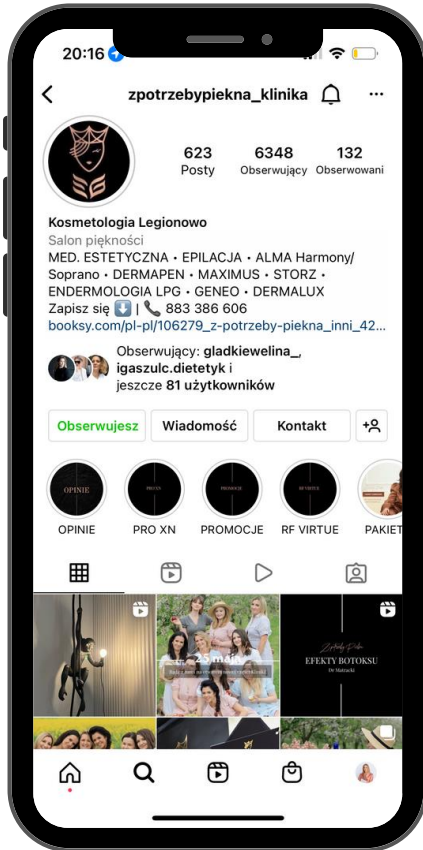 20:16
zpotrzebypiekna_klinika
623
Posty
6348
Obserwujący
132
Obserwowani
Kosmetologia Legionowo
Salon piękności
MED. ESTETYCZNA • EPILACJA • ALMA Harmony/
Soprano • DERMAPEN • MAXIMUS • STORZ •
ENDERMOLOGIA LPG • GENEO • DERMALUX
Zapisz się ⬇️ | 📞 883 386 606
booksy.com/pl-pl/106279_z-potrzeby-piekna_inni_42...
Obserwujący: gladkiewelina_,
igaszulc.dietetyk i
jeszcze 81 użytkowników
Obserwujesz
Wiadomość
Kontakt
OPINIE
PRO XN
PROMOCJE
RF VIRTUE
OPINIE
PRO XN
PROMOCJE
RF VIRTUE
PAKIET
25 maja
EFEKTY BOTOKSU